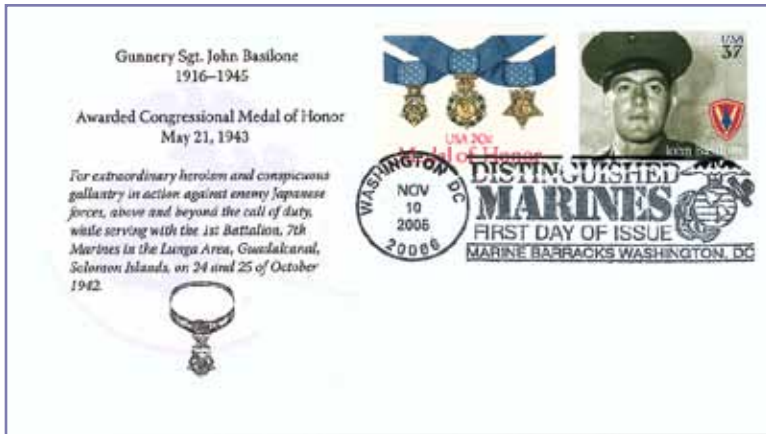 Gunnery Sgt. John Basilone
1916–1945
Awarded Congressional Medal of Honor
May 21, 1943
For extraordinary heroism and conspicuous
gallantry in action against enemy Japanese
forces, above and beyond the call of duty,
while serving with the 1st Battalion, 7th
Marines in the Lunga Area, Guadalcanal,
Solomon Islands, on 24 and 25 of October
1942.
USA 20c
Medal of Honor
USA
37
John Basilone
WASHINGTON DC
NOV
10
2005
20066
DISTINGUISHED
MARINES
FIRST DAY OF ISSUE
MARINE BARRACKS WASHINGTON, DC